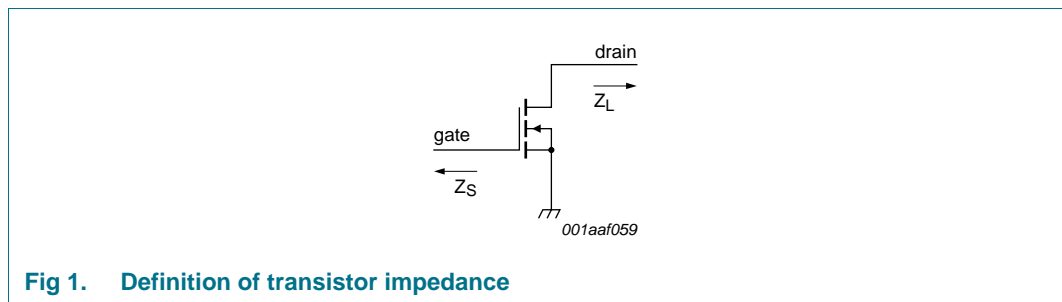 drain
Z_L
gate
Z_S
001aaf059
Fig 1. Definition of transistor impedance